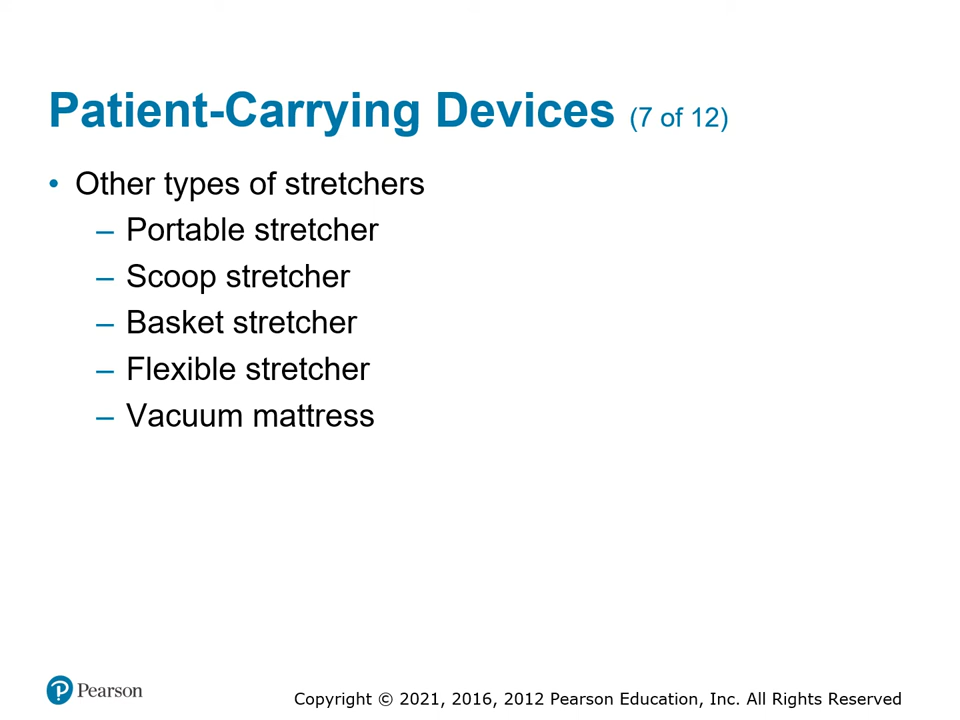 Patient-Carrying Devices (7 of 12)
• Other types of stretchers
– Portable stretcher
– Scoop stretcher
– Basket stretcher
– Flexible stretcher
– Vacuum mattress
Pearson
Copyright © 2021, 2016, 2012 Pearson Education, Inc. All Rights Reserved